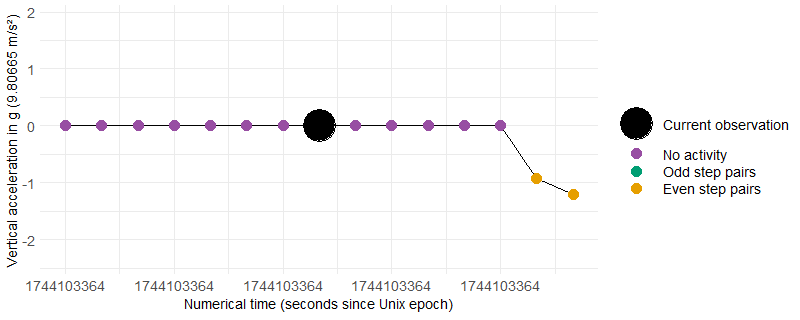 Vertical acceleration in g (9.80665 m/s²)
2
1
0
-1
-2
1744103364 1744103364 1744103364 1744103364 1744103364
Numerical time (seconds since Unix epoch)
Current observation
No activity
Odd step pairs
Even step pairs